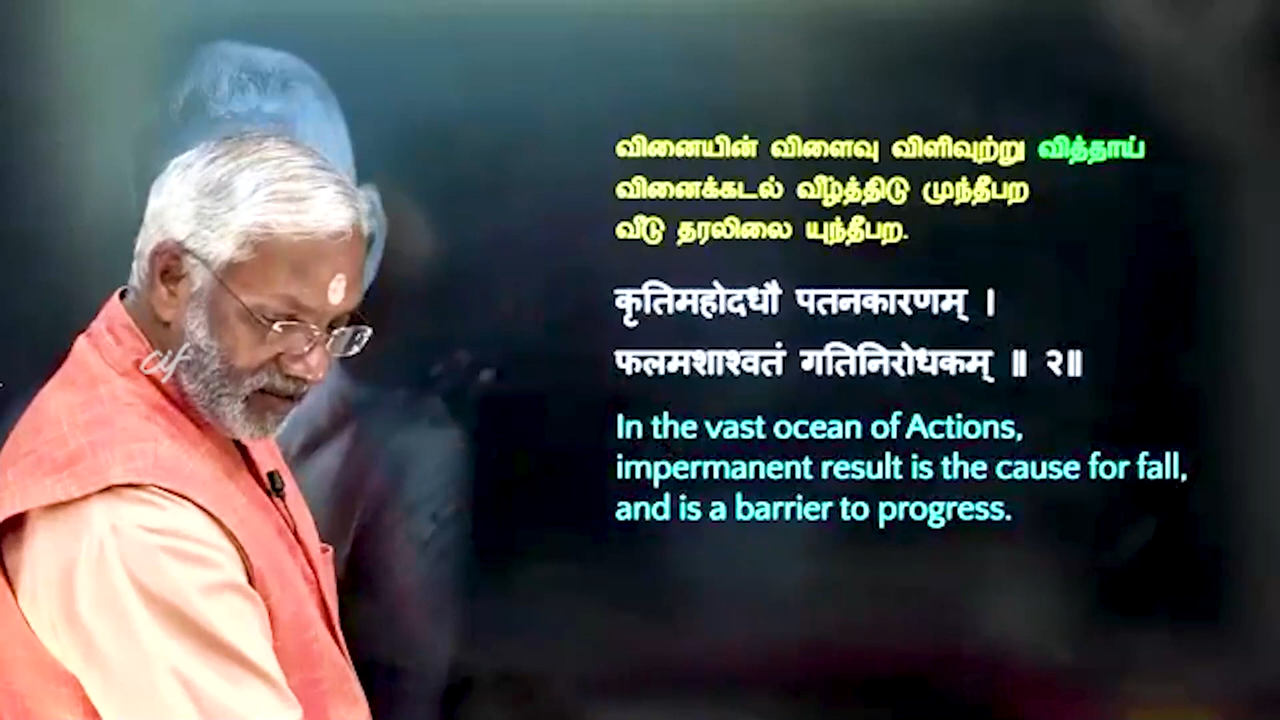 வினையின் விளைவு விளிவுற்று வித்தாய்
வினைக்கடல் வீழ்த்திடு முந்தீபற
வீடு தரலிலை யுந்தீபற.
कृतिमहोदधौ पतनकारणम् ।
फलमशाश्वतं गतिनिरोधकम् ॥ २॥
In the vast ocean of Actions,
impermanent result is the cause for fall,
and is a barrier to progress.